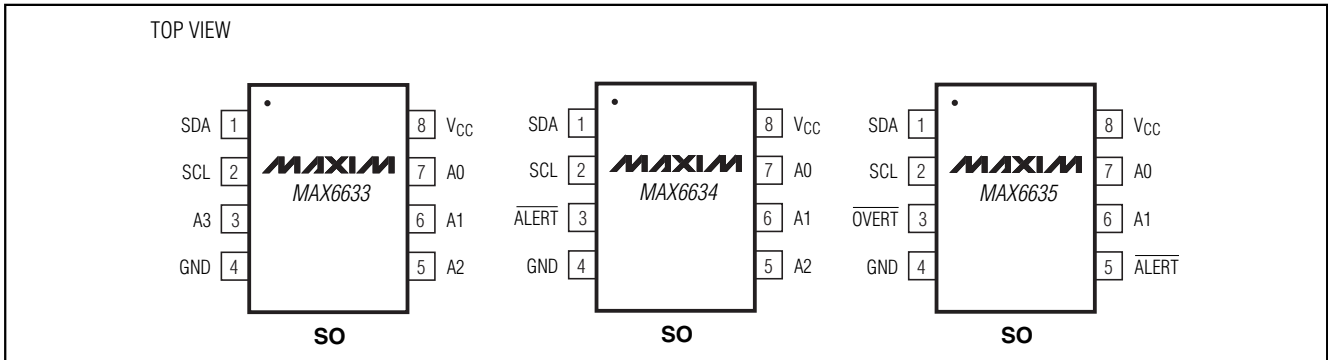 TOP VIEW
SDA 1 8 VCC
SCL 2 MAXIM 7 A0
MAX6633
A3 3 6 A1
GND 4 5 A2
SO
SDA 1 8 VCC
SCL 2 MAXIM 7 A0
MAX6634
ALERT 3 6 A1
GND 4 5 A2
SO
SDA 1 8 VCC
SCL 2 MAXIM 7 A0
MAX6635
OVERT 3 6 A1
GND 4 5 ALERT
SO